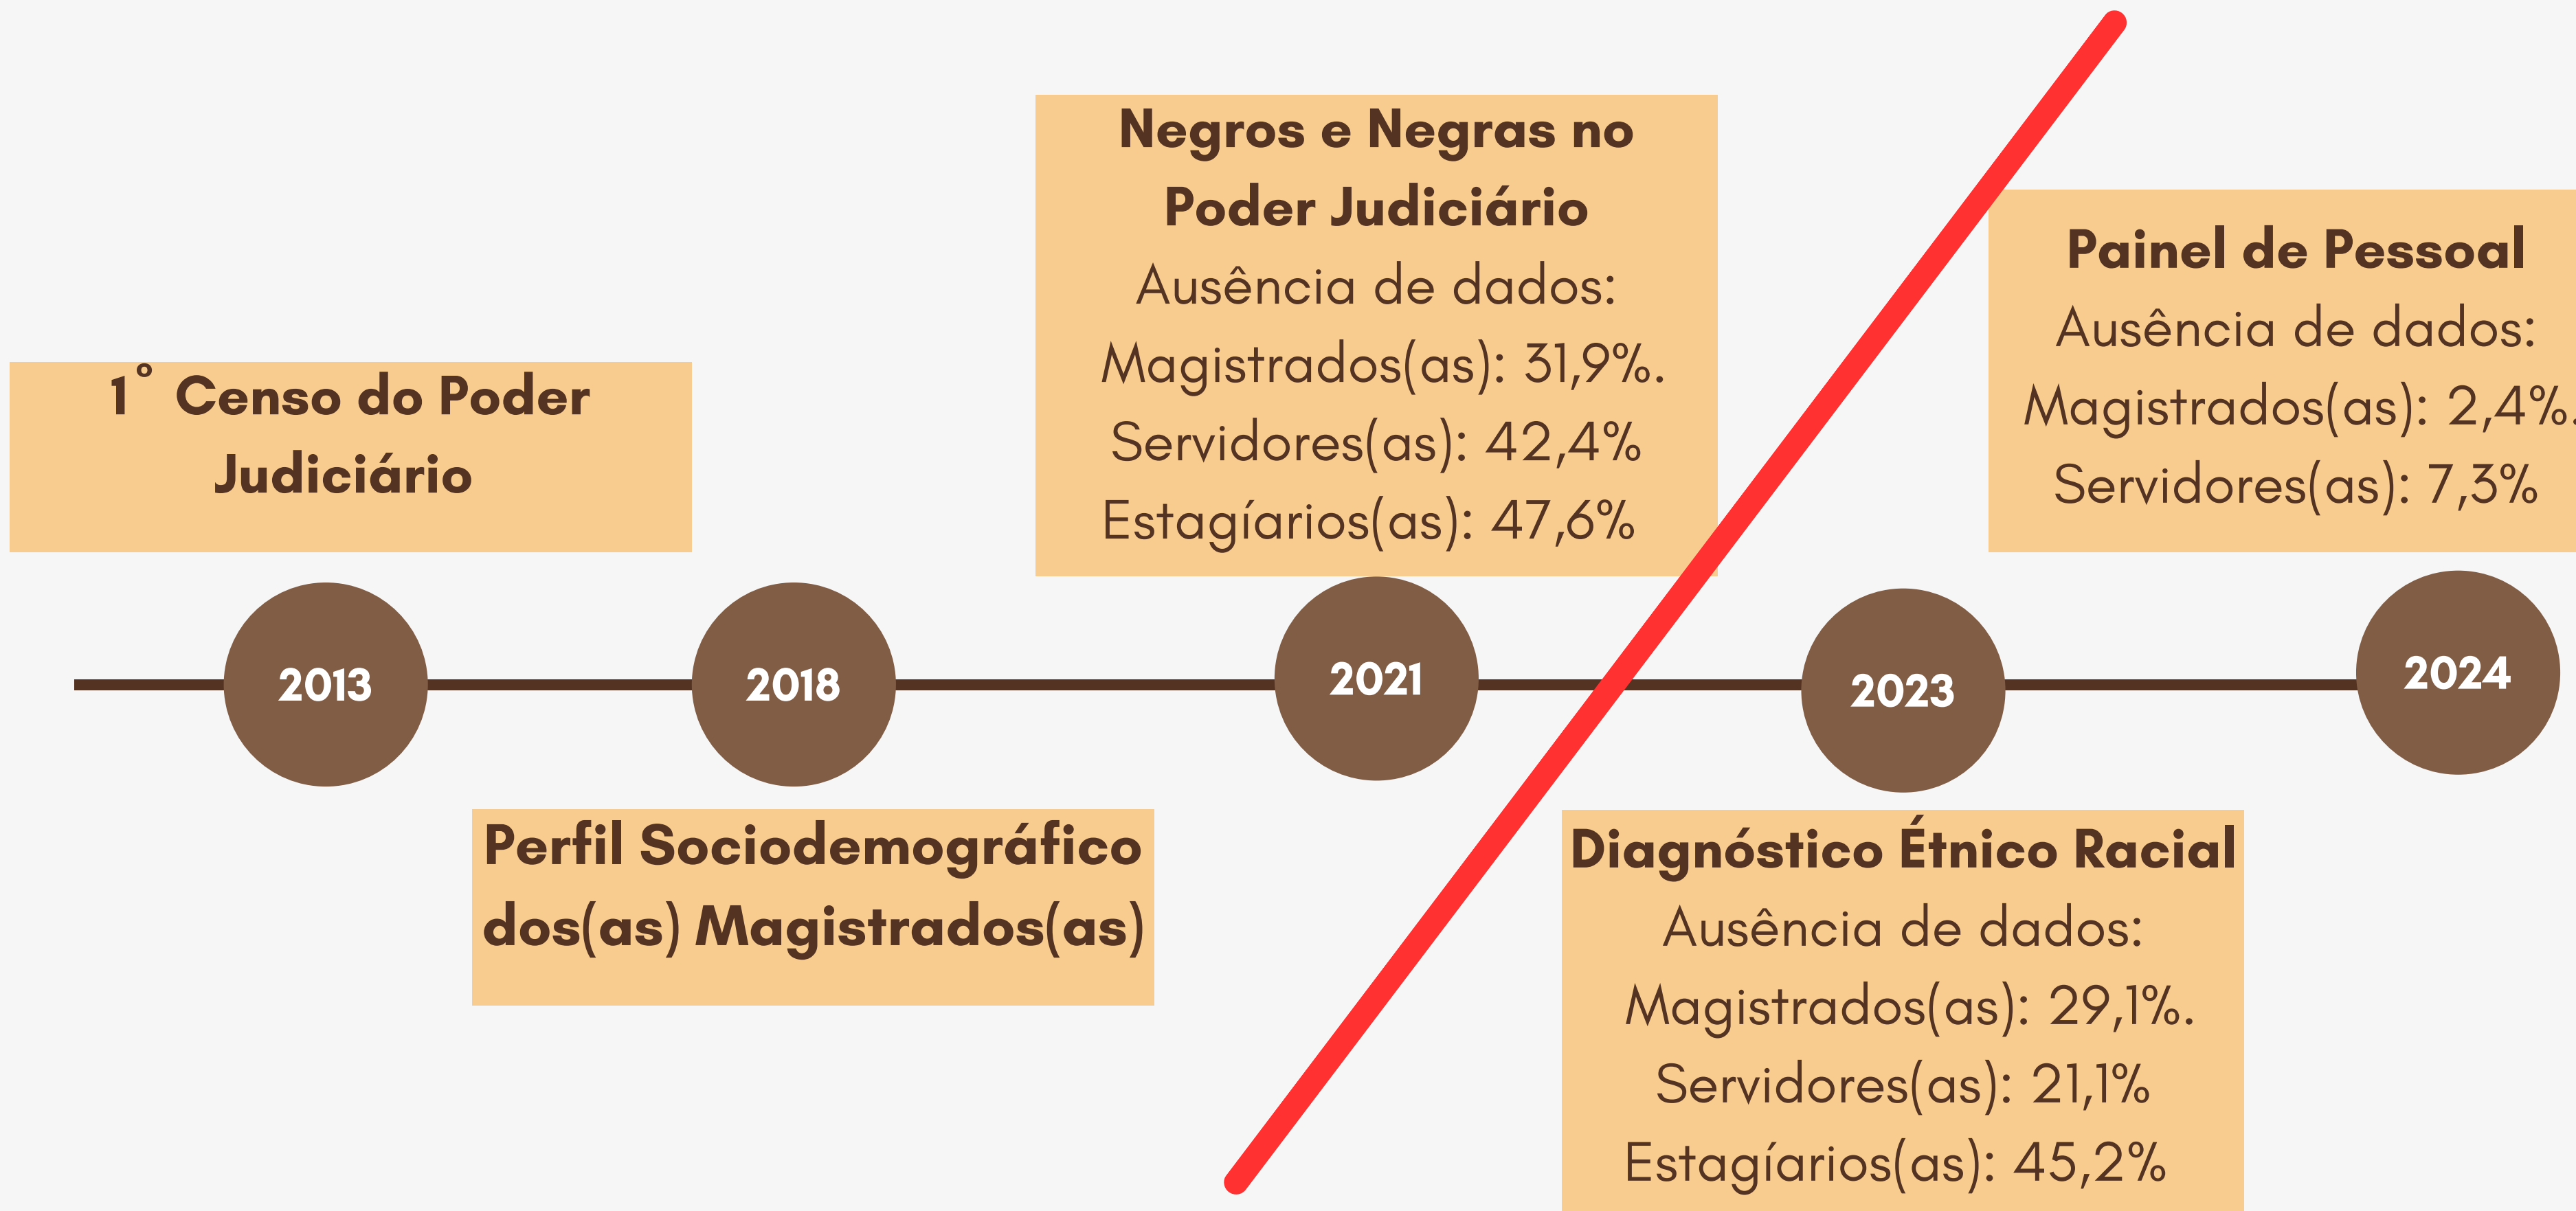 1° Censo do Poder
Judiciário
2013
2018
Perfil Sociodemográfico
dos(as) Magistrados(as)
Negros e Negras no
Poder Judiciário
Ausência de dados:
Magistrados(as): 31,9%.
Servidores(as): 42,4%
Estagíarios(as): 47,6%
2021
2023
Diagnóstico Étnico Racial
Ausência de dados:
Magistrados(as): 29,1%.
Servidores(as): 21,1%
Estagíarios(as): 45,2%
Painel de Pessoal
Ausência de dados:
Magistrados(as): 2,4%.
Servidores(as): 7,3%
2024